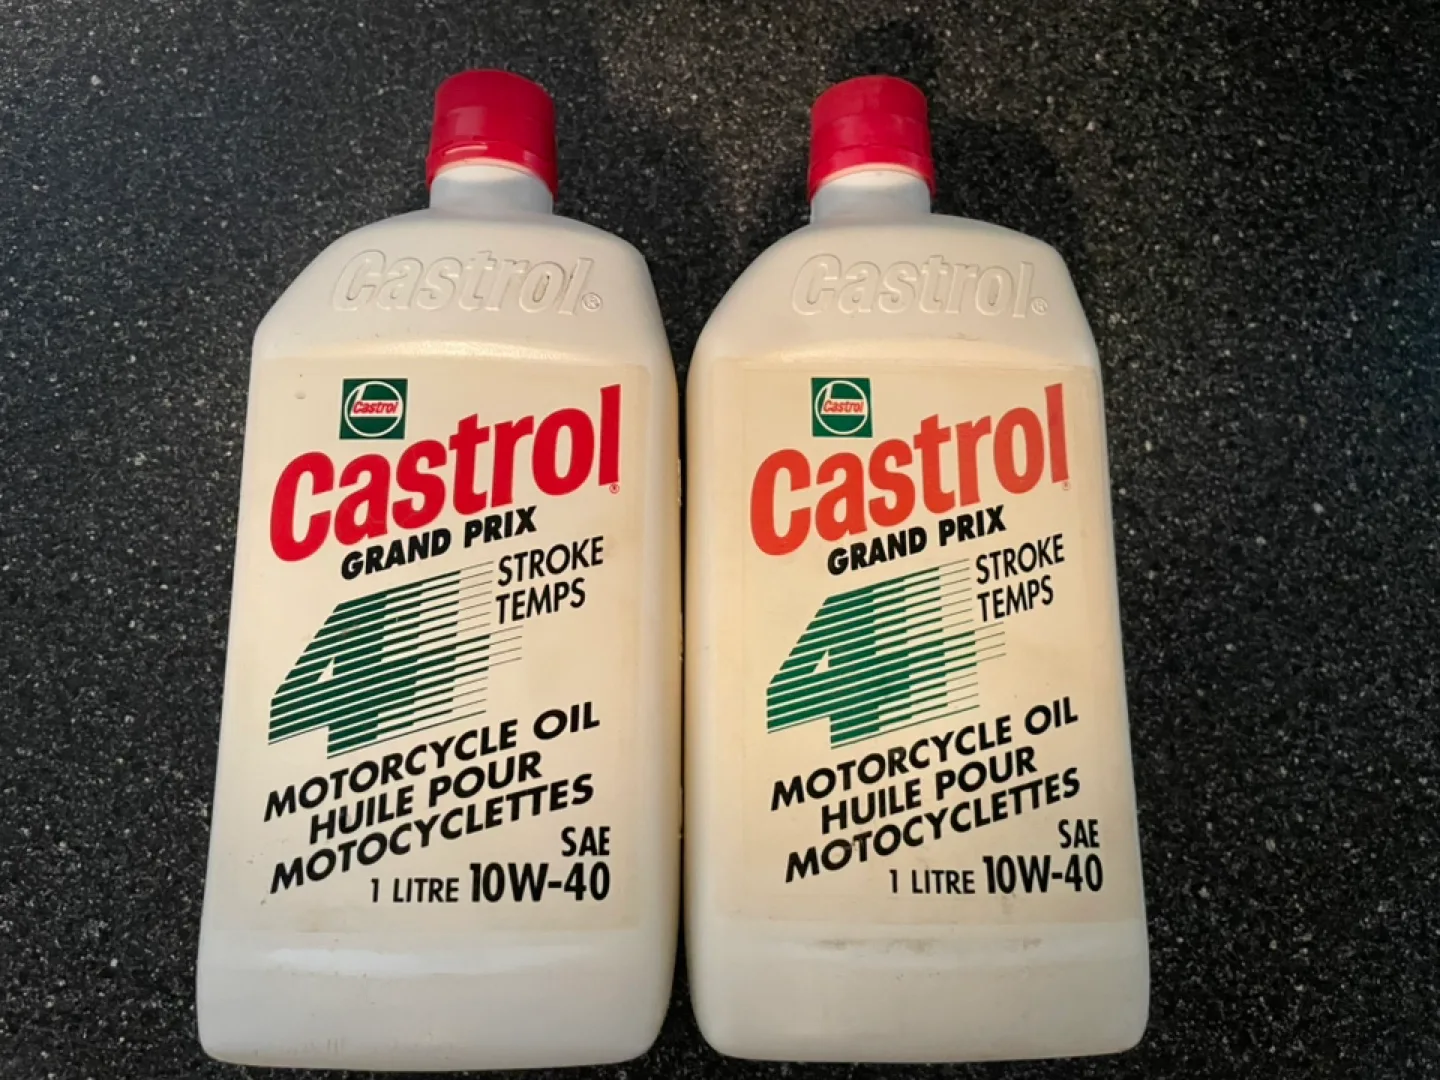 Castrol®
Castrol
Castrol®
GRAND PRIX
4 STROKE
TEMPS
MOTORCYCLE OIL
HUILE POUR
MOTOCYCLETTES
SAE
1 LITRE 10W-40
Castrol®
Castrol
Castrol®
GRAND PRIX
4 STROKE
TEMPS
MOTORCYCLE OIL
HUILE POUR
MOTOCYCLETTES
SAE
1 LITRE 10W-40